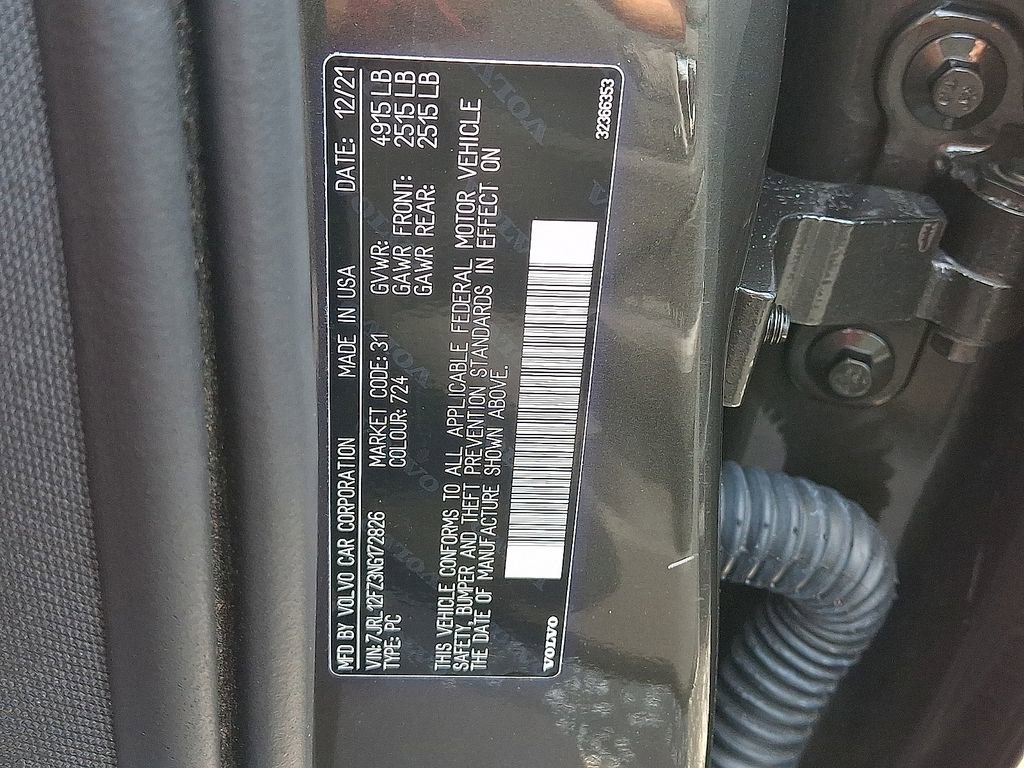 MFD BY VOLVO CAR CORPORATION MADE IN USA DATE: 12/21
VIN: 7JRL12FZ3NG172826 MARKET CODE: 31 GVWR: 4915 LB
TYPE: PC COLOUR: 724 GAWR FRONT: 2515 LB
GAWR REAR: 2515 LB
THIS VEHICLE CONFORMS TO ALL APPLICABLE FEDERAL MOTOR VEHICLE
SAFETY, BUMPER AND THEFT PREVENTION STANDARDS IN EFFECT ON
THE DATE OF MANUFACTURE SHOWN ABOVE.
VOLVO 32366353